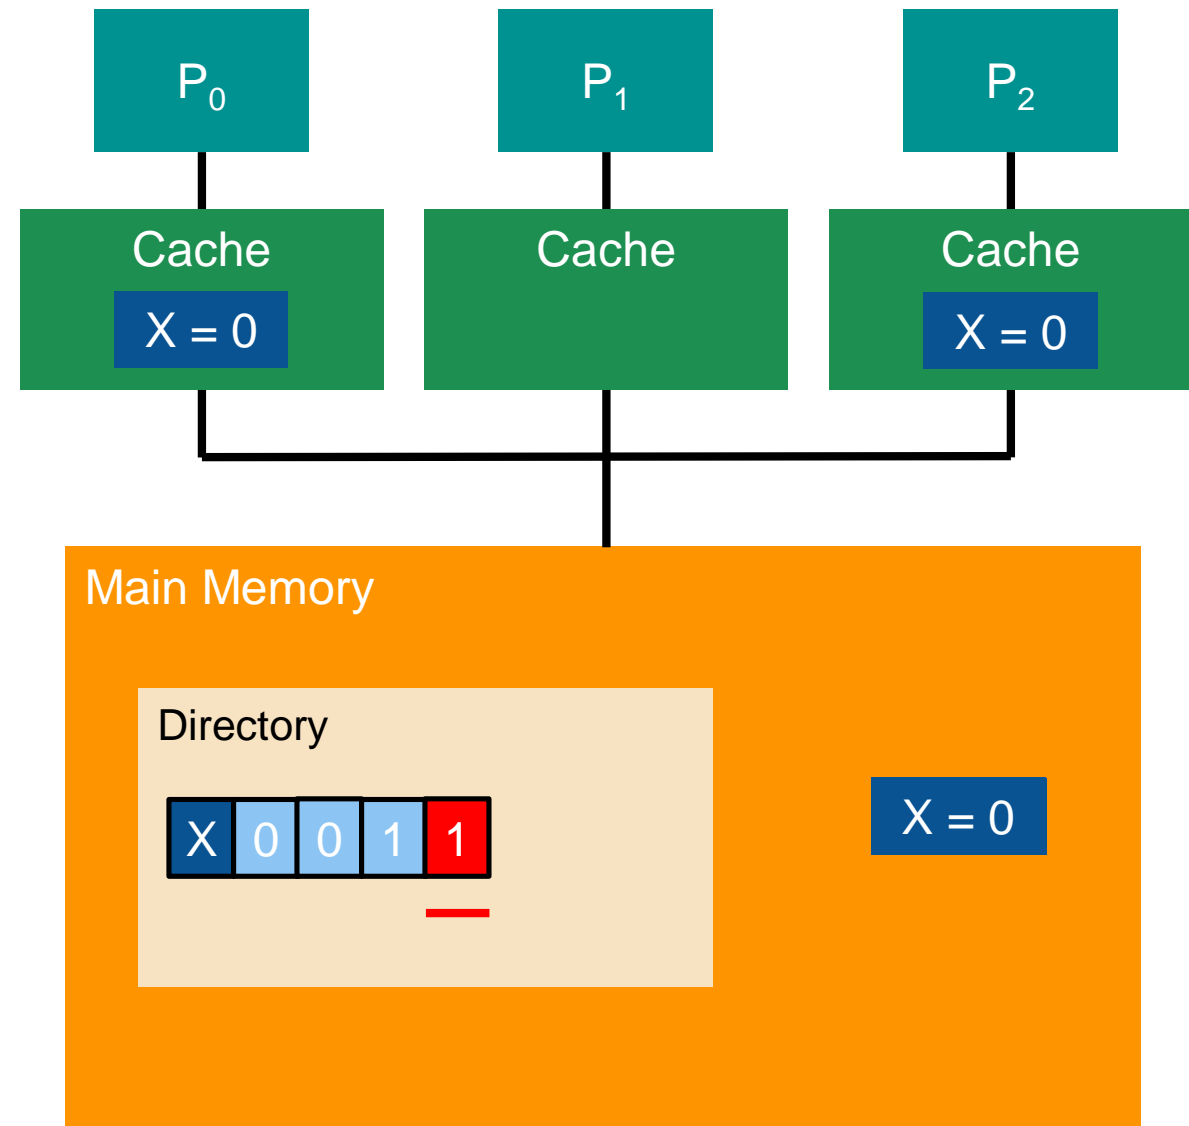 P0 P1 P2
Cache Cache Cache
X = 0 X = 0
Main Memory
Directory
X 0 0 1 1
X = 0